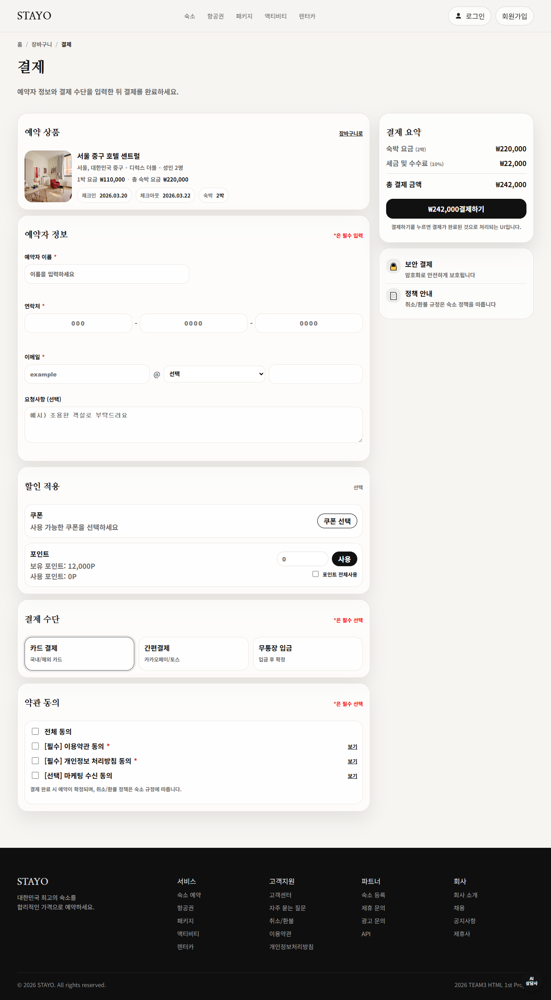 STAYO
숙소 항공권 패키지 액티비티 렌터카
로그인 회원가입
홈 / 장바구니 / 결제
결제
예약자 정보와 결제 수단을 입력한 뒤 결제를 완료하세요.
예약 상품
장바구니로
서울 중구 호텔 센트럴
서울, 대한민국 중구 · 디럭스 더블 · 성인 2명
1박 요금 ₩110,000 · 총 숙박 요금 ₩220,000
체크인 2026.03.20 체크아웃 2026.03.22 숙박 2박
예약자 정보
*은 필수 입력
예약자 이름 *
이름을 입력하세요
연락처 *
000 - 0000 - 0000
이메일 *
example @ 선택
요청사항 (선택)
예시) 조용한 객실로 부탁드려요
할인 적용
선택
쿠폰
사용 가능한 쿠폰을 선택하세요
쿠폰 선택
포인트
보유 포인트: 12,000P
사용 포인트: 0P
0 사용
포인트 전체사용
결제 수단
*은 필수 선택
카드 결제
국내/해외 카드
간편결제
카카오페이/토스
무통장 입금
입금 후 확정
약관 동의
*은 필수 선택
전체 동의
[필수] 이용약관 동의 * 보기
[필수] 개인정보 처리방침 동의 * 보기
[선택] 마케팅 수신 동의 보기
결제 완료 시 예약이 확정되며, 취소/환불 정책은 숙소 규정에 따릅니다.
결제 요약
숙박 요금 (2박) ₩220,000
세금 및 수수료 (10%) ₩22,000
총 결제 금액 ₩242,000
₩242,000결제하기
결제하기를 누르면 결제가 완료된 것으로 처리되는 UI입니다.
보안 결제
암호화로 안전하게 보호됩니다
정책 안내
취소/환불 규정은 숙소 정책을 따릅니다
STAYO
대한민국 최고의 숙소를
합리적인 가격으로 예약하세요.
서비스
숙소 예약
항공권
패키지
액티비티
렌터카
고객지원
고객센터
자주 묻는 질문
취소/환불
이용약관
개인정보처리방침
파트너
숙소 등록
제휴 문의
광고 문의
API
회사
회사 소개
채용
공지사항
제휴사
© 2026 STAYO. All rights reserved.
2026 TEAM3 HTML 1st
AI
상담사